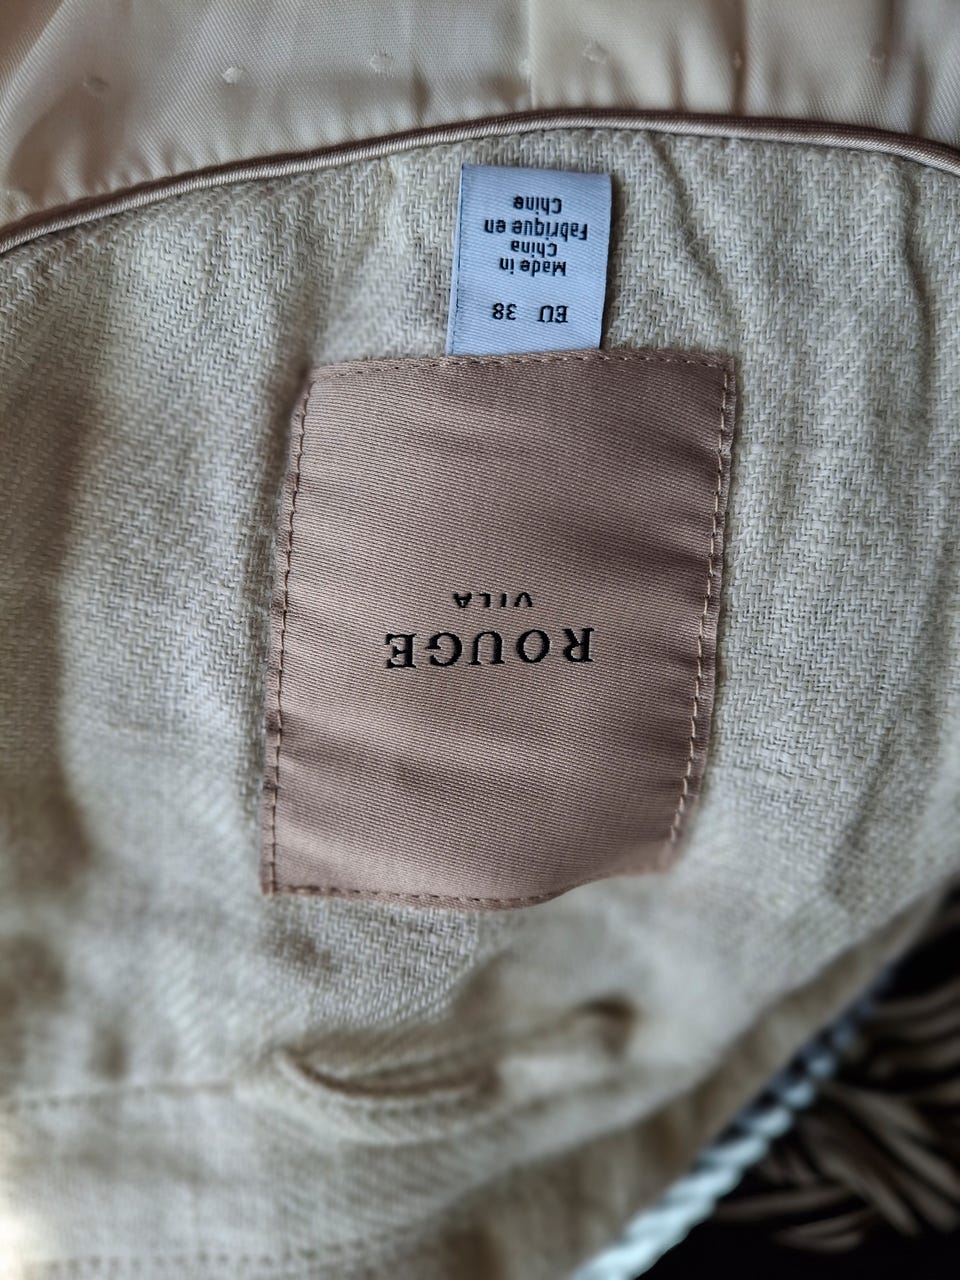 ROUGE
VILA
EU 38
Made in
China
Fabriqué en
Chine